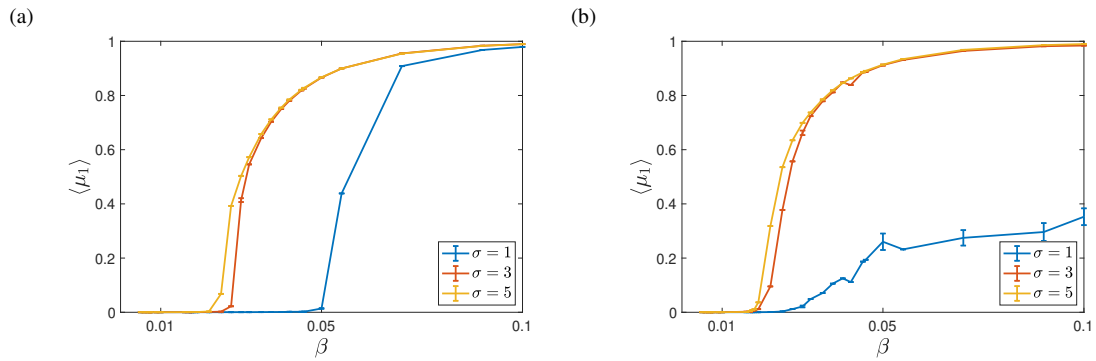 (a)
1
0.8
0.6
0.4
0.2
0
⟨μ₁⟩
0.01 0.05 0.1
β
σ = 1
σ = 3
σ = 5
(b)
1
0.8
0.6
0.4
0.2
0
⟨μ₁⟩
0.01 0.05 0.1
β
σ = 1
σ = 3
σ = 5